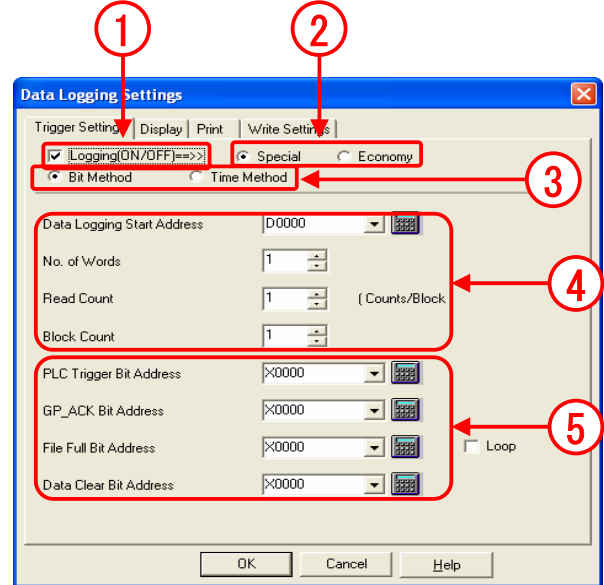 1 2
Data Logging Settings
Trigger Setting Display Print Write Settings
Logging(ON/OFF)==>> Special Economy
Bit Method Time Method
3
Data Logging Start Address D0000
No. of Words 1
4
Read Count 1 ( Counts/Block
Block Count 1
PLC Trigger Bit Address X0000
GP_ACK Bit Address X0000
5
File Full Bit Address X0000 Loop
Data Clear Bit Address X0000
OK Cancel Help